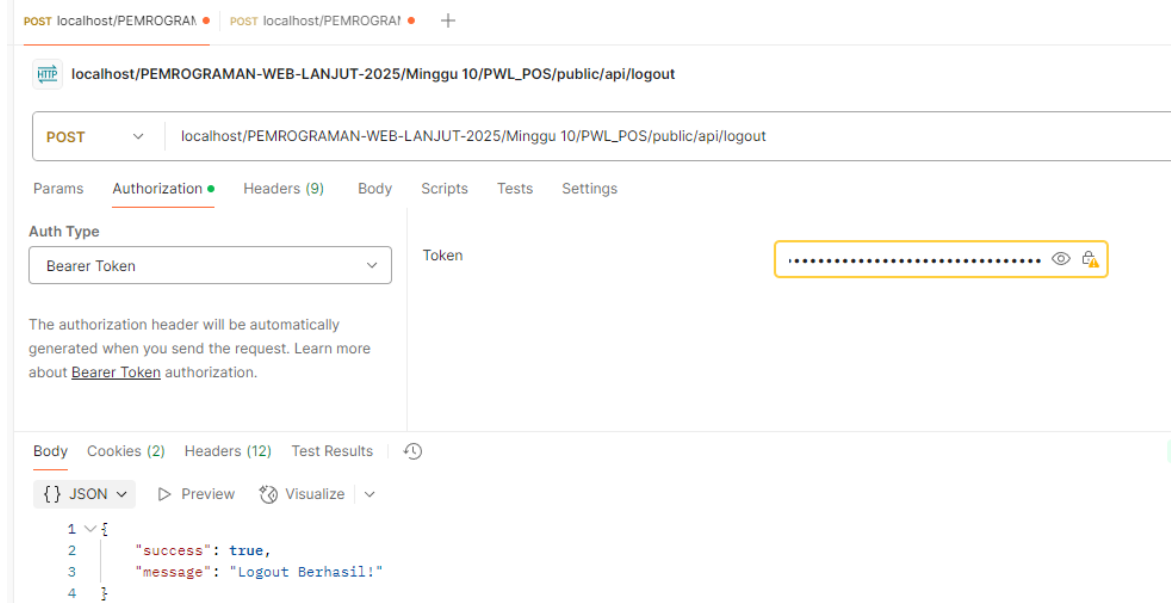 POST localhost/PEMROGRAM POST localhost/PEMROGRAM
HTTP localhost/PEMROGRAMAN-WEB-LANJUT-2025/Minggu 10/PWL_POS/public/api/logout
POST localhost/PEMROGRAMAN-WEB-LANJUT-2025/Minggu 10/PWL_POS/public/api/logout
Params Authorization Headers (9) Body Scripts Tests Settings
Auth Type
Bearer Token
Token
The authorization header will be automatically
generated when you send the request. Learn more
about Bearer Token authorization.
Body Cookies (2) Headers (12) Test Results
{} JSON Preview Visualize
1 {
2 "success": true,
3 "message": "Logout Berhasil!"
4 }